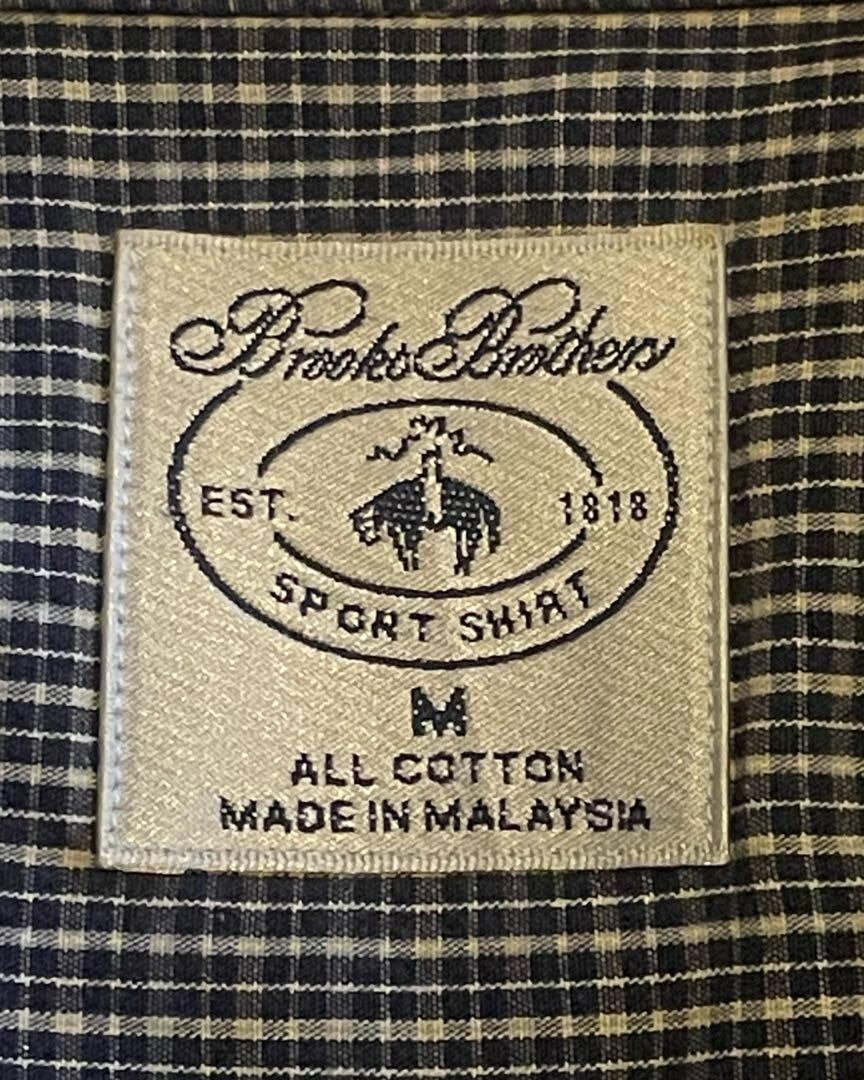 Brooks Brothers
EST. 1818
SPORT SHIRT
M
ALL COTTON
MADE IN MALAYSIA